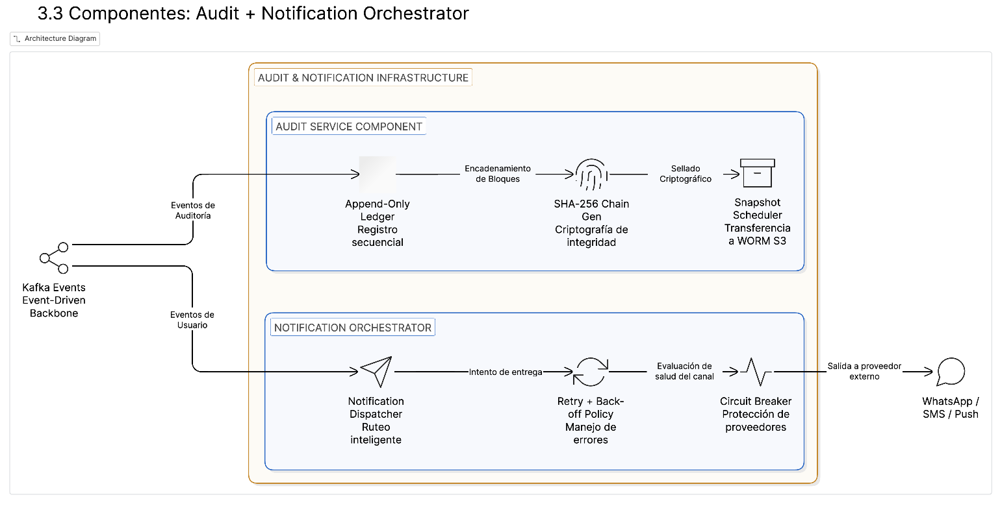 3.3 Componentes: Audit + Notification Orchestrator
Architecture Diagram
AUDIT & NOTIFICATION INFRASTRUCTURE
AUDIT SERVICE COMPONENT
Encadenamiento
de Bloques
Sellado
Criptográfico
Append-Only
Ledger
Registro
secuencial
SHA-256 Chain
Gen
Criptografía de
integridad
Snapshot
Scheduler
Transferencia
a WORM S3
Eventos de
Auditoría
Kafka Events
Event-Driven
Backbone
Eventos de
Usuario
NOTIFICATION ORCHESTRATOR
Intento de entrega
Evaluación de
salud del canal
Salida a proveedor
externo
Notification
Dispatcher
Ruteo
inteligente
Retry + Back-
off Policy
Manejo de
errores
Circuit Breaker
Protección de
proveedores
WhatsApp /
SMS / Push